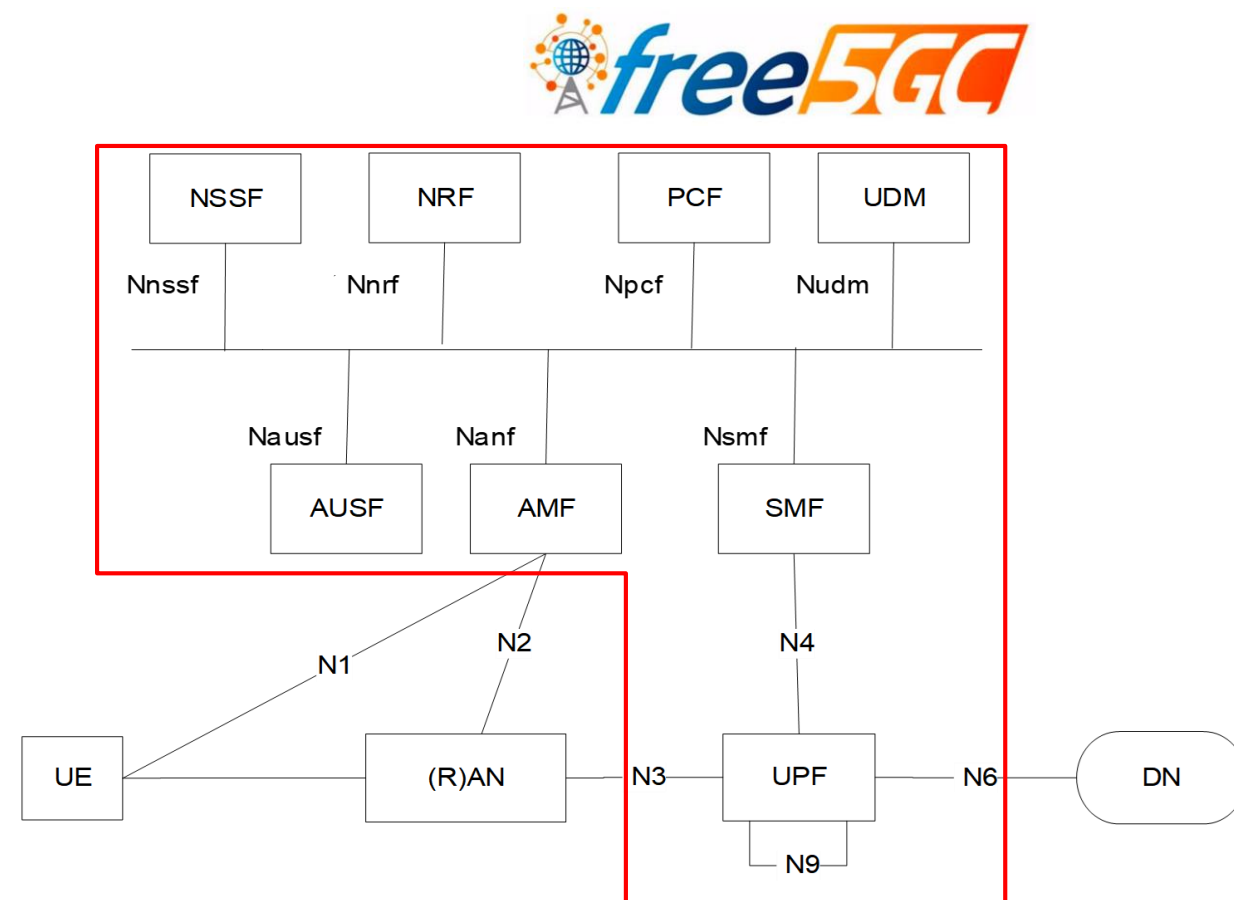 free5GC
NSSF
NRF
PCF
UDM
Nnssf
Nnrf
Npcf
Nudm
Nausf
Nanf
Nsmf
AUSF
AMF
SMF
N1
N2
N4
UE
(R)AN
N3
UPF
N6
DN
N9